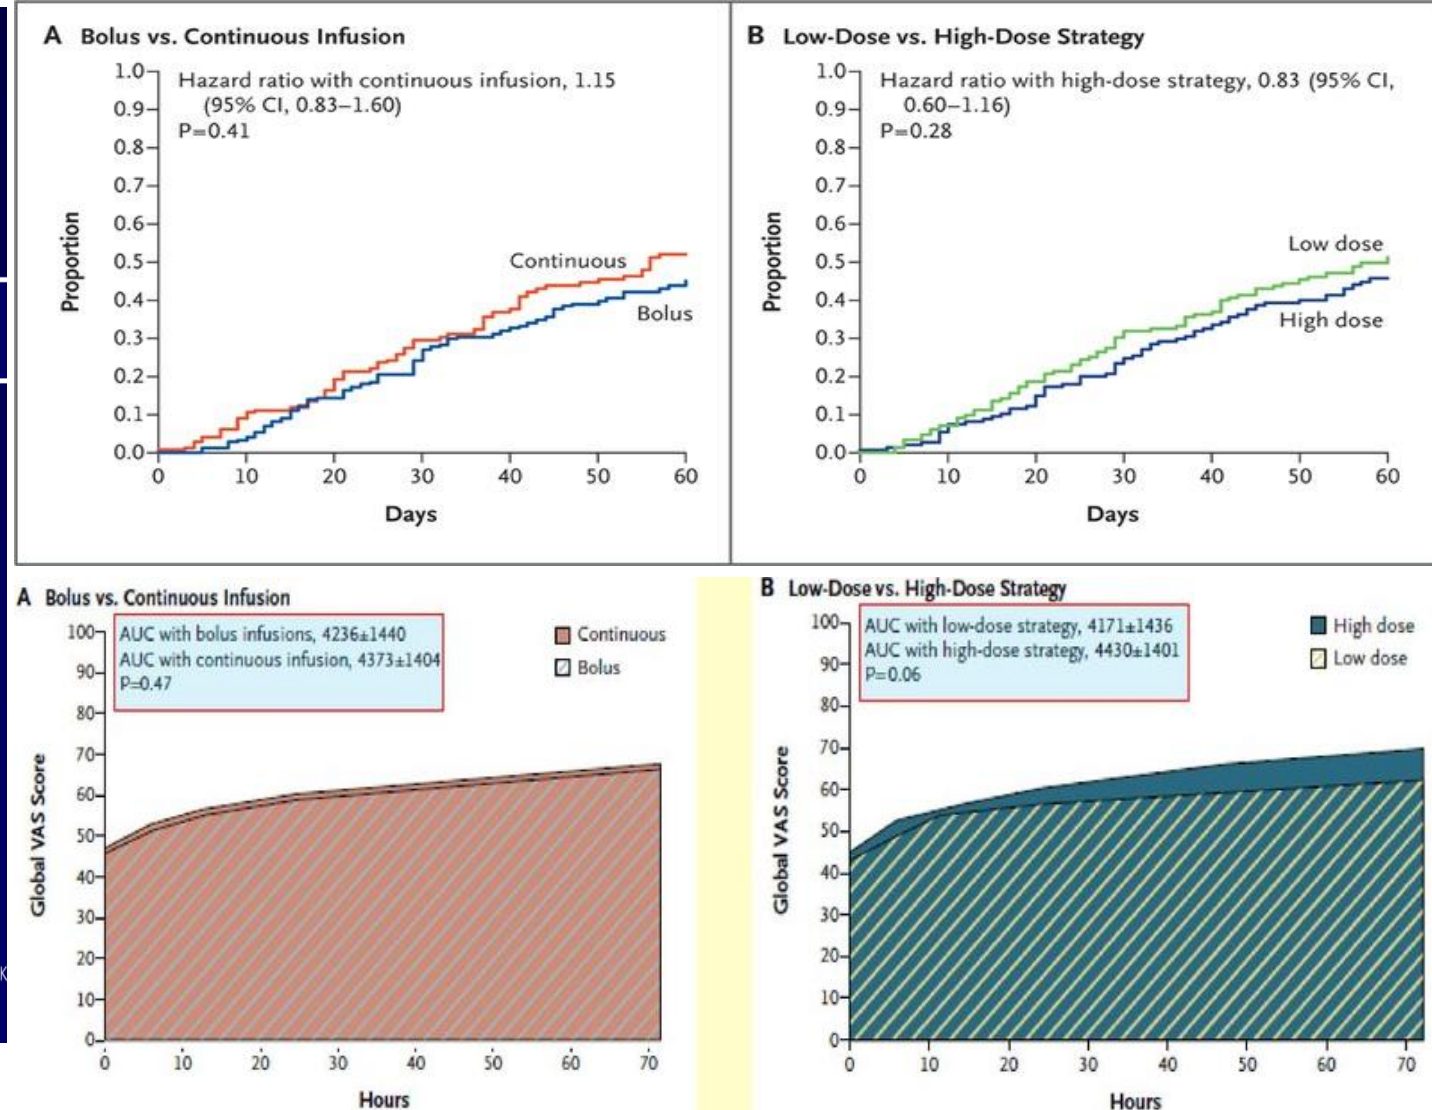 A Bolus vs. Continuous Infusion
Hazard ratio with continuous infusion, 1.15
(95% CI, 0.83–1.60)
P=0.41
1.0
0.9
0.8
0.7
0.6
0.5
0.4
0.3
0.2
0.1
0.0
Proportion
Continuous
Bolus
0 10 20 30 40 50 60
Days
B Low-Dose vs. High-Dose Strategy
Hazard ratio with high-dose strategy, 0.83 (95% CI,
0.60–1.16)
P=0.28
1.0
0.9
0.8
0.7
0.6
0.5
0.4
0.3
0.2
0.1
0.0
Proportion
Low dose
High dose
0 10 20 30 40 50 60
Days
A Bolus vs. Continuous Infusion
AUC with bolus infusions, 4236±1440
AUC with continuous infusion, 4373±1404
P=0.47
Continuous
Bolus
100
90
80
70
60
50
40
30
20
10
0
Global VAS Score
0 10 20 30 40 50 60 70
Hours
B Low-Dose vs. High-Dose Strategy
AUC with low-dose strategy, 4171±1436
AUC with high-dose strategy, 4430±1401
P=0.06
High dose
Low dose
100
90
80
70
60
50
40
30
20
10
0
Global VAS Score
0 10 20 30 40 50 60 70
Hours
K